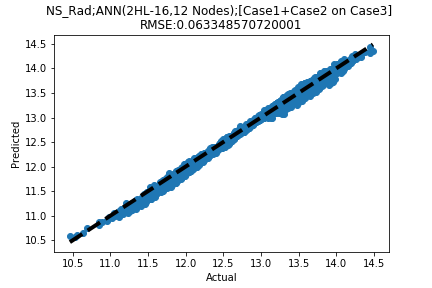 NS_Rad;ANN(2HL-16,12 Nodes);[Case1+Case2 on Case3]
RMSE:0.063348570720001
14.5
14.0
13.5
13.0
12.5
12.0
11.5
11.0
10.5
Predicted
10.5 11.0 11.5 12.0 12.5 13.0 13.5 14.0 14.5
Actual